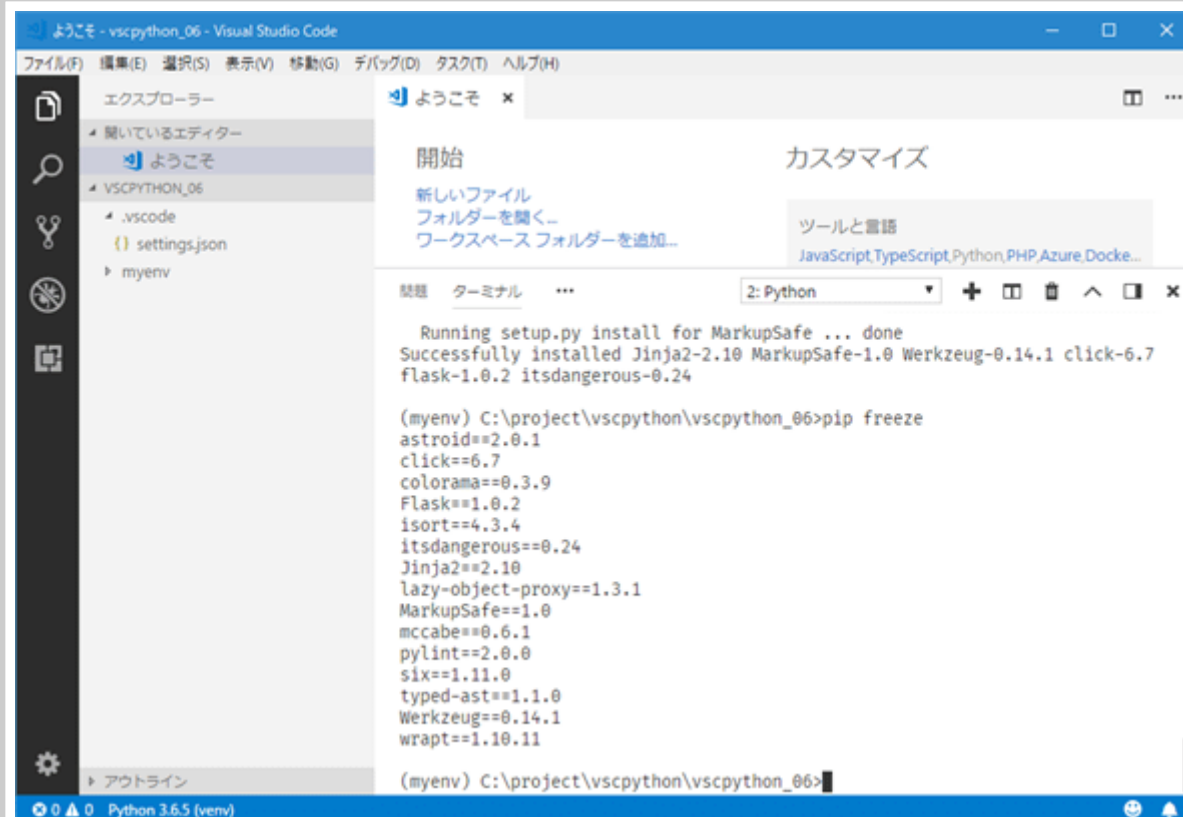 ようこそ - vscpython_06 - Visual Studio Code
ファイル(F) 編集(E) 選択(S) 表示(V) 移動(G) デバッグ(D) タスク(T) ヘルプ(H)
エクスプローラー
開いているエディター
ようこそ
VSCPYTHON_06
.vscode
{} settings.json
myenv
アウトライン
ようこそ ×
開始
新しいファイル
フォルダーを開く...
ワークスペース フォルダーを追加...
カスタマイズ
ツールと言語
JavaScript,TypeScript,Python,PHP,Azure,Docke...
問題 ターミナル ... 2: Python
Running setup.py install for MarkupSafe ... done
Successfully installed Jinja2-2.10 MarkupSafe-1.0 Werkzeug-0.14.1 click-6.7
flask-1.0.2 itsdangerous-0.24
(myenv) C:\project\vscpython\vscpython_06>pip freeze
astroid==2.0.1
click==6.7
colorama==0.3.9
Flask==1.0.2
isort==4.3.4
itsdangerous==0.24
Jinja2==2.10
lazy-object-proxy==1.3.1
MarkupSafe==1.0
mccabe==0.6.1
pylint==2.0.0
six==1.11.0
typed-ast==1.1.0
Werkzeug==0.14.1
wrapt==1.10.11
(myenv) C:\project\vscpython\vscpython_06>
0 0 Python 3.6.5 (venv)